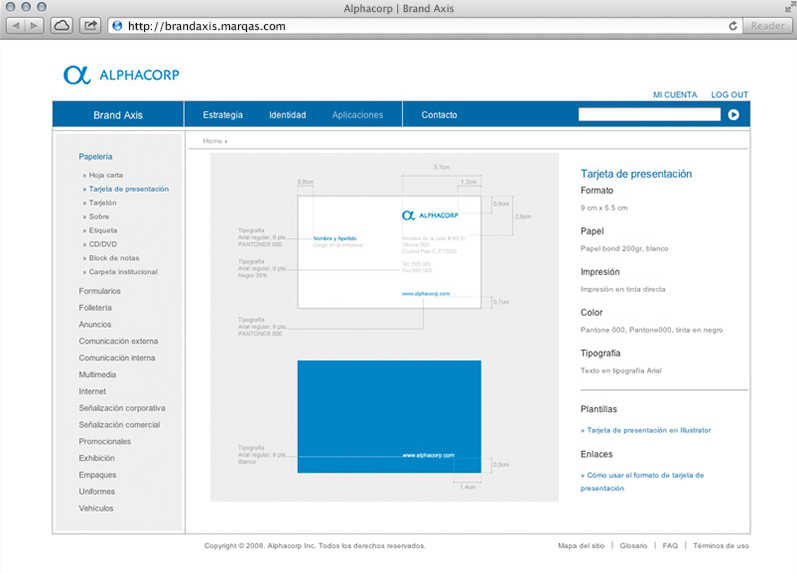 Alphacorp | Brand Axis
http://brandaxis.marqas.com
Reader
α ALPHACORP
MI CUENTA LOG OUT
Brand Axis
Estrategia Identidad Aplicaciones Contacto
Home ›
Papelería
» Hoja carta
» Tarjeta de presentación
» Tarjetón
» Sobre
» Etiqueta
» CD/DVD
» Block de notas
» Carpeta institucional
Formularios
Folletería
Anuncios
Comunicación externa
Comunicación interna
Multimedia
Internet
Señalización corporativa
Señalización comercial
Promocionales
Exhibición
Empaques
Uniformes
Vehículos
3,7cm
0,8cm
1,2cm
0,8cm
2,8cm
α ALPHACORP
Tipografía
Arial regular, 9 pts.
PANTONE® 000
Nombre y Apellido
Cargo en la empresa
Nombre de la calle # 00-01
Oficina 000
Ciudad País C.P.10000
Tel 500 000
Fax 500 000
Tipografía
Arial regular, 9 pts.
Negro 30%
www.alphacorp.com
0,7cm
Tipografía
Arial regular, 9 pts.
PANTONE® 000
Tipografía
Arial regular, 9 pts.
Blanco
www.alphacorp.com
0,5cm
1,4cm
Tarjeta de presentación
Formato
9 cm x 5.5 cm
Papel
Papel bond 200gr, blanco
Impresión
Impresión en tinta directa
Color
Pantone 000, Pantone000, tinta en negro
Tipografía
Texto en tipografía Arial
Plantillas
» Tarjeta de presentación en Illustrator
Enlaces
» Cómo usar el formato de tarjeta de
presentación
Copyright © 2008. Alphacorp Inc. Todos los derechos reservados.
Mapa del sitio | Glosario | FAQ | Términos de uso